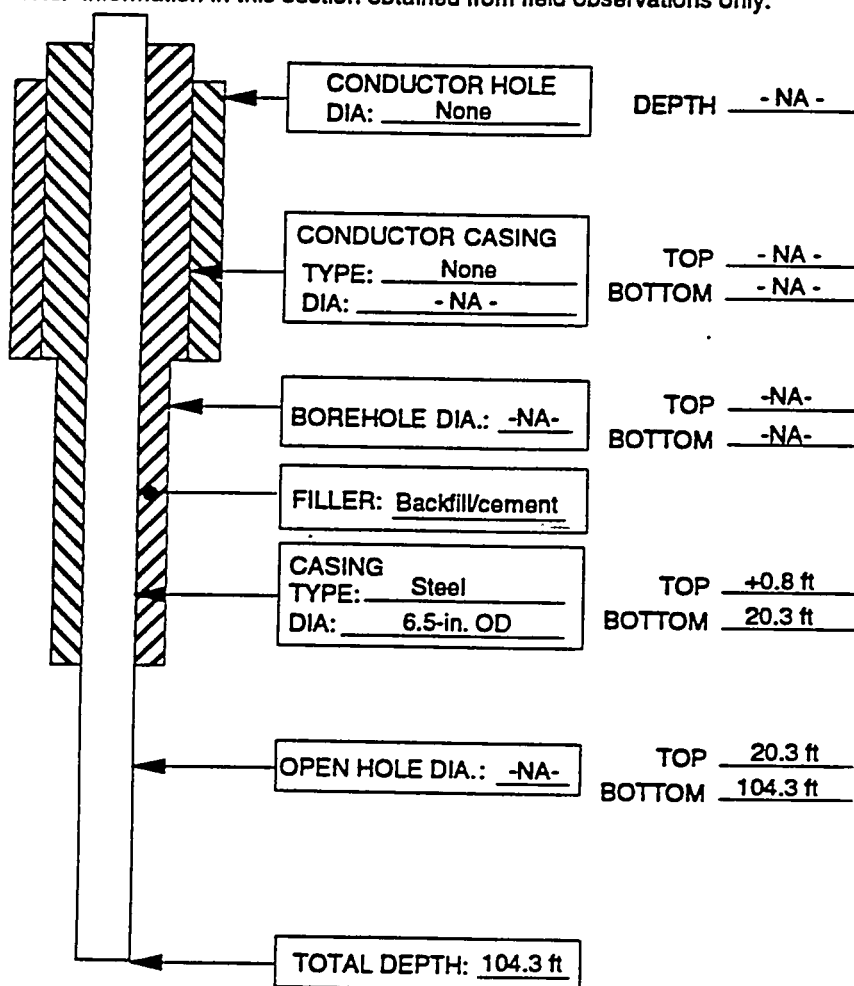 information in this section obtained from field observations only.
CONDUCTOR HOLE
DIA: None
DEPTH - NA -
CONDUCTOR CASING
TYPE: None
DIA: - NA -
TOP - NA -
BOTTOM - NA -
BOREHOLE DIA.: -NA-
TOP -NA-
BOTTOM -NA-
FILLER: Backfill/cement
CASING
TYPE: Steel
DIA: 6.5-in. OD
TOP +0.8 ft
BOTTOM 20.3 ft
OPEN HOLE DIA.: -NA-
TOP 20.3 ft
BOTTOM 104.3 ft
TOTAL DEPTH: 104.3 ft